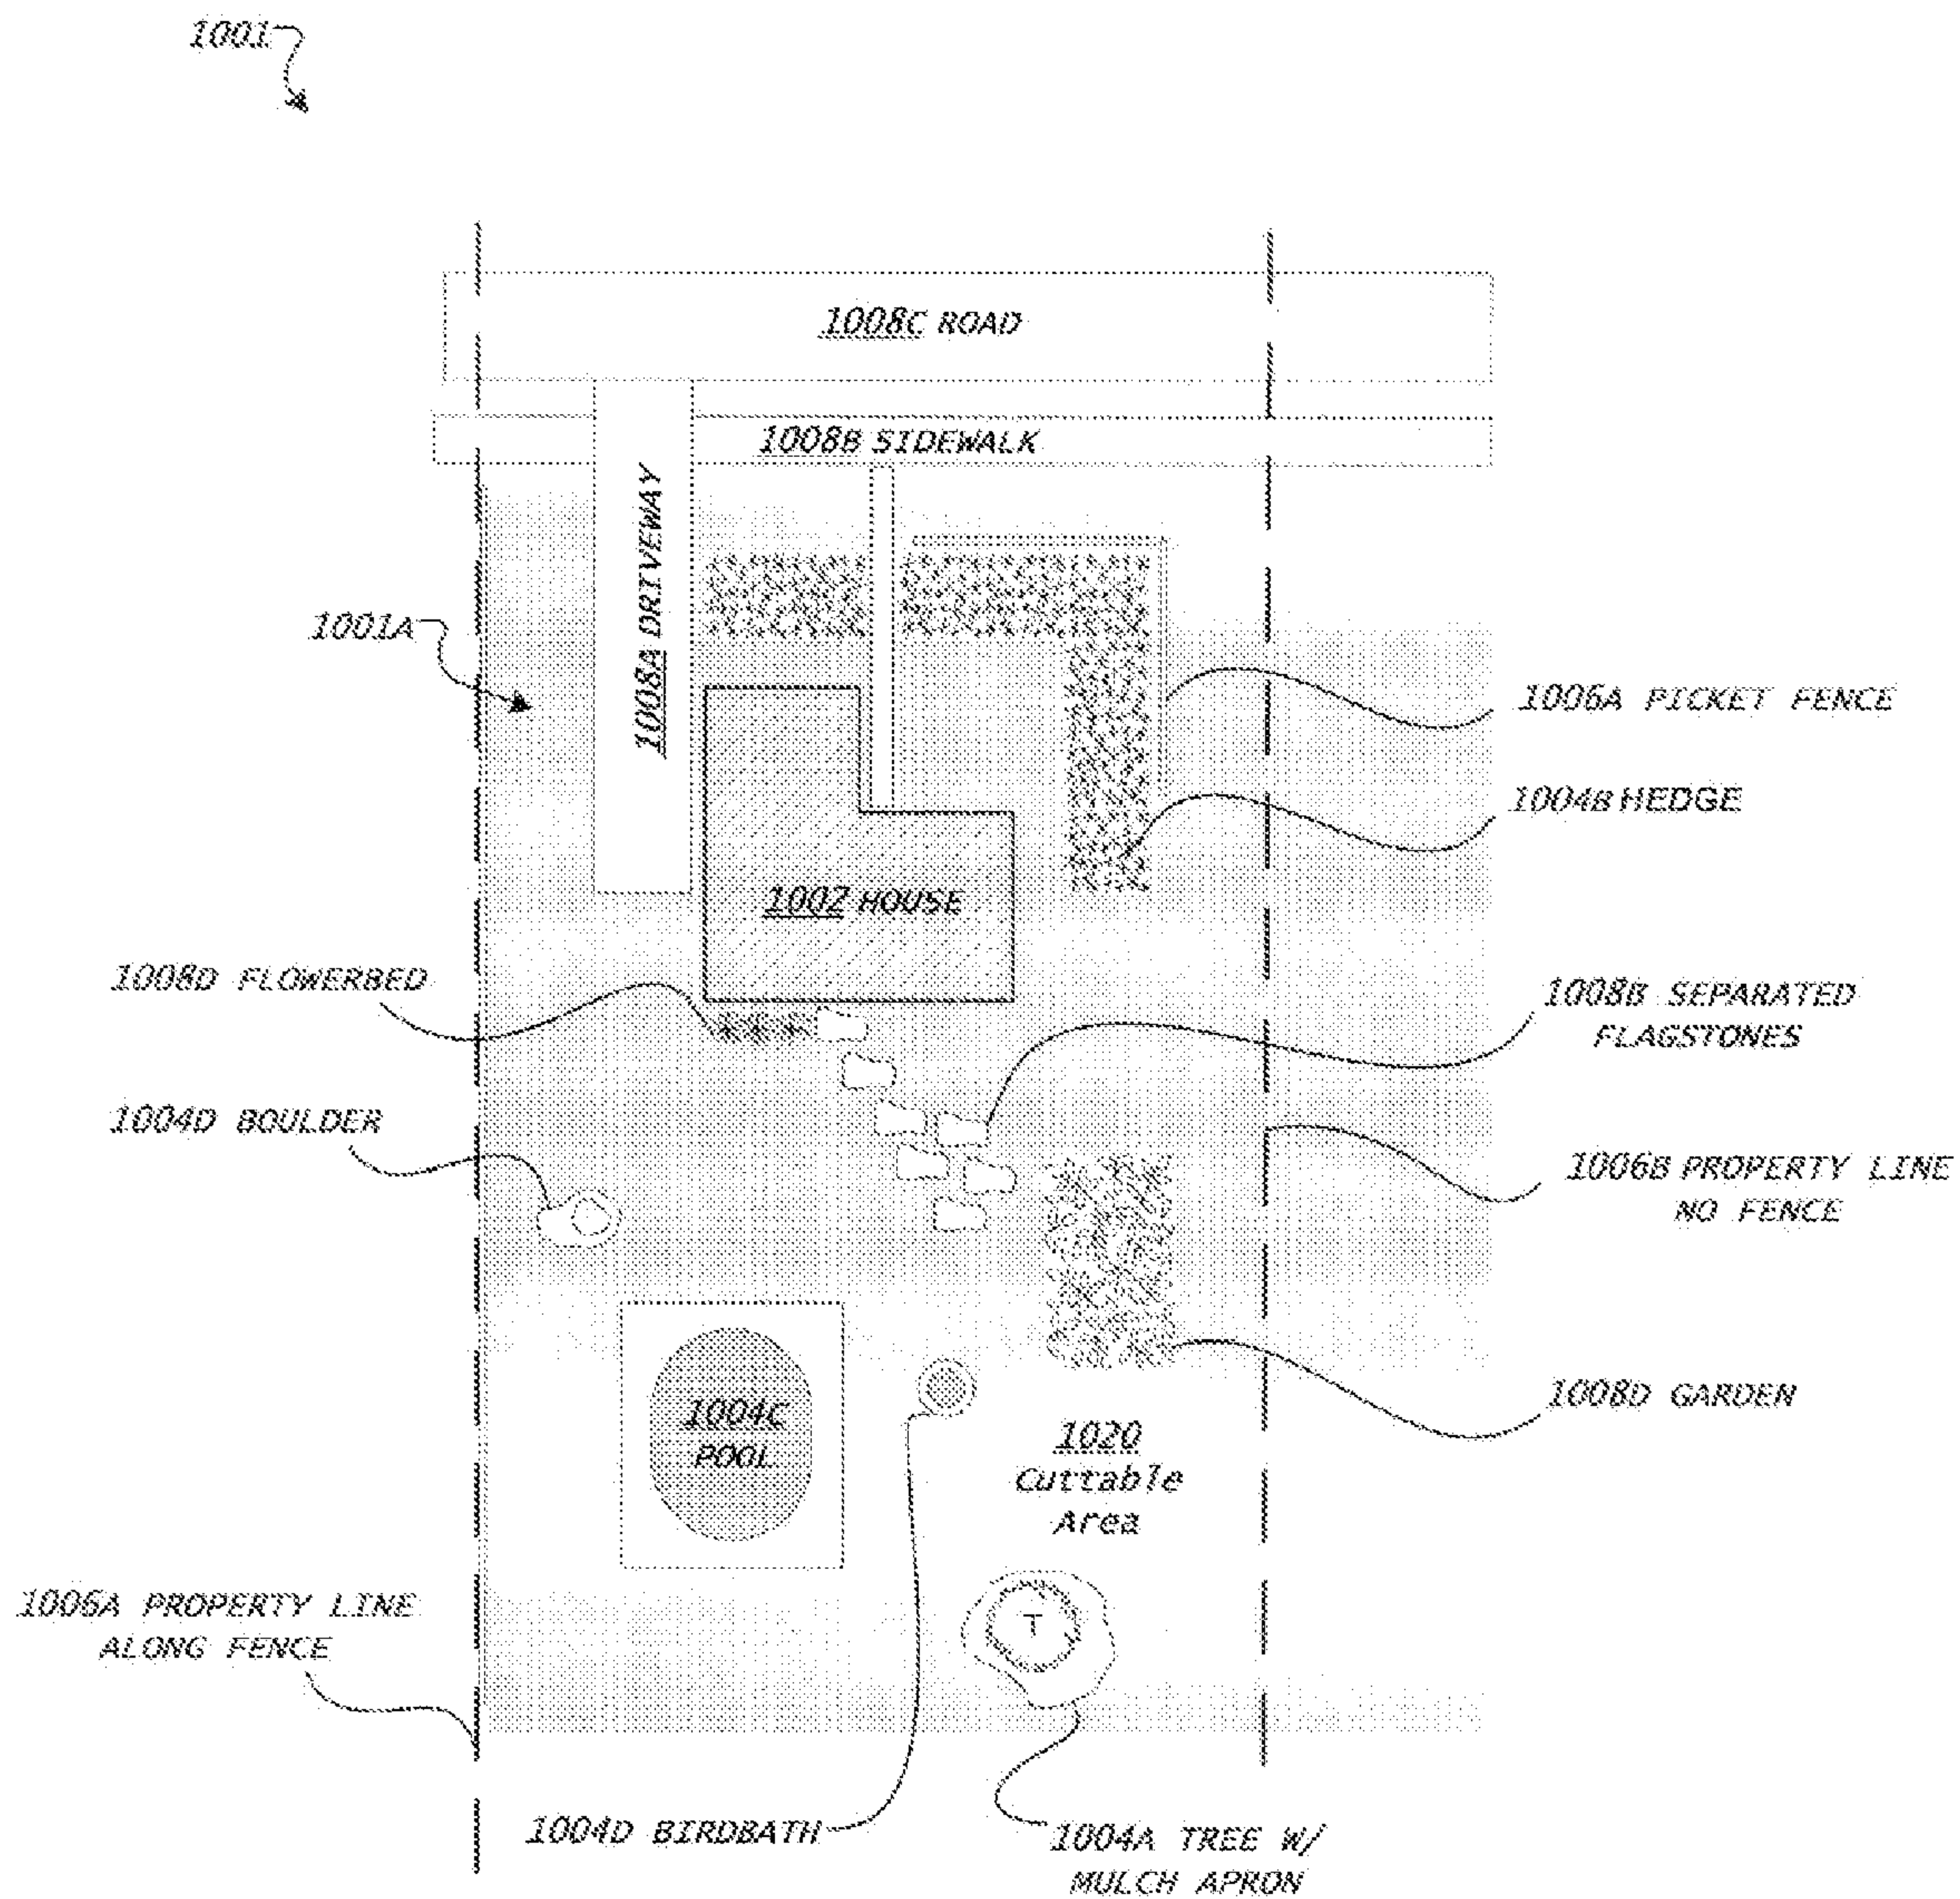 1001
1008C ROAD
1008B SIDEWALK
1008A DRIVEWAY
1001A
1006A PICKET FENCE
1004B HEDGE
1002 HOUSE
1008D FLOWERBED
1008B SEPARATED
FLAGSTONES
1004D BOULDER
1006B PROPERTY LINE
NO FENCE
1008D GARDEN
1004C
POOL
1020
Cuttable
Area
1006A PROPERTY LINE
ALONG FENCE
T
1004D BIRDBATH
1004A TREE W/
MULCH APRON